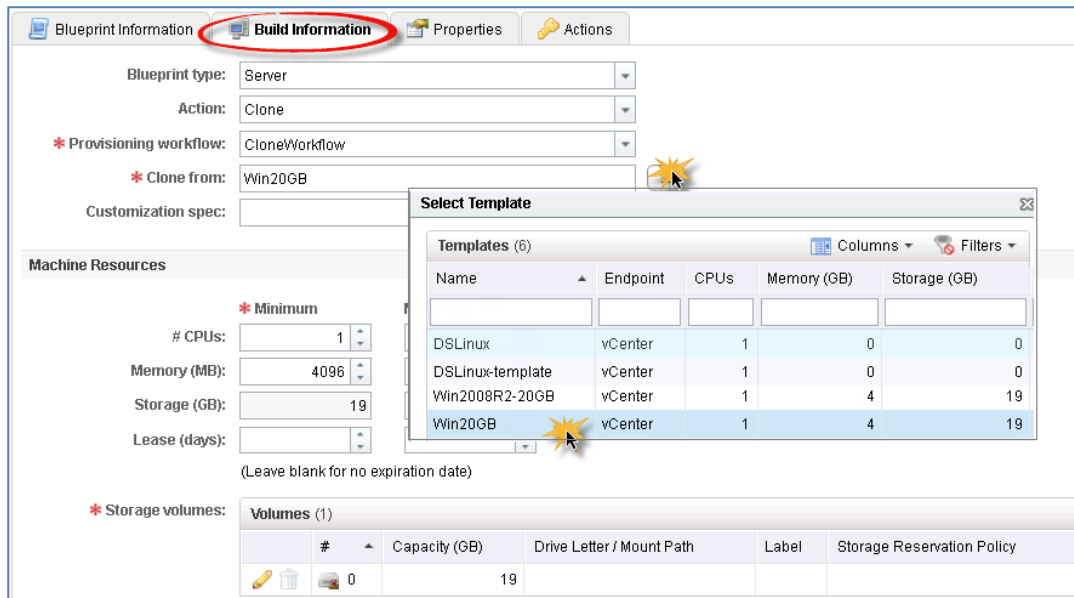 Blueprint Information Build Information Properties Actions
Blueprint type: Server
Action: Clone
* Provisioning workflow: CloneWorkflow
* Clone from: Win20GB
Customization spec:
Select Template
Templates (6) Columns Filters
Name Endpoint CPUs Memory (GB) Storage (GB)
DSLinux vCenter 1 0 0
DSLinux-template vCenter 1 0 0
Win2008R2-20GB vCenter 1 4 19
Win20GB vCenter 1 4 19
Machine Resources
* Minimum
# CPUs: 1
Memory (MB): 4096
Storage (GB): 19
Lease (days):
(Leave blank for no expiration date)
* Storage volumes: Volumes (1)
# Capacity (GB) Drive Letter / Mount Path Label Storage Reservation Policy
0 19